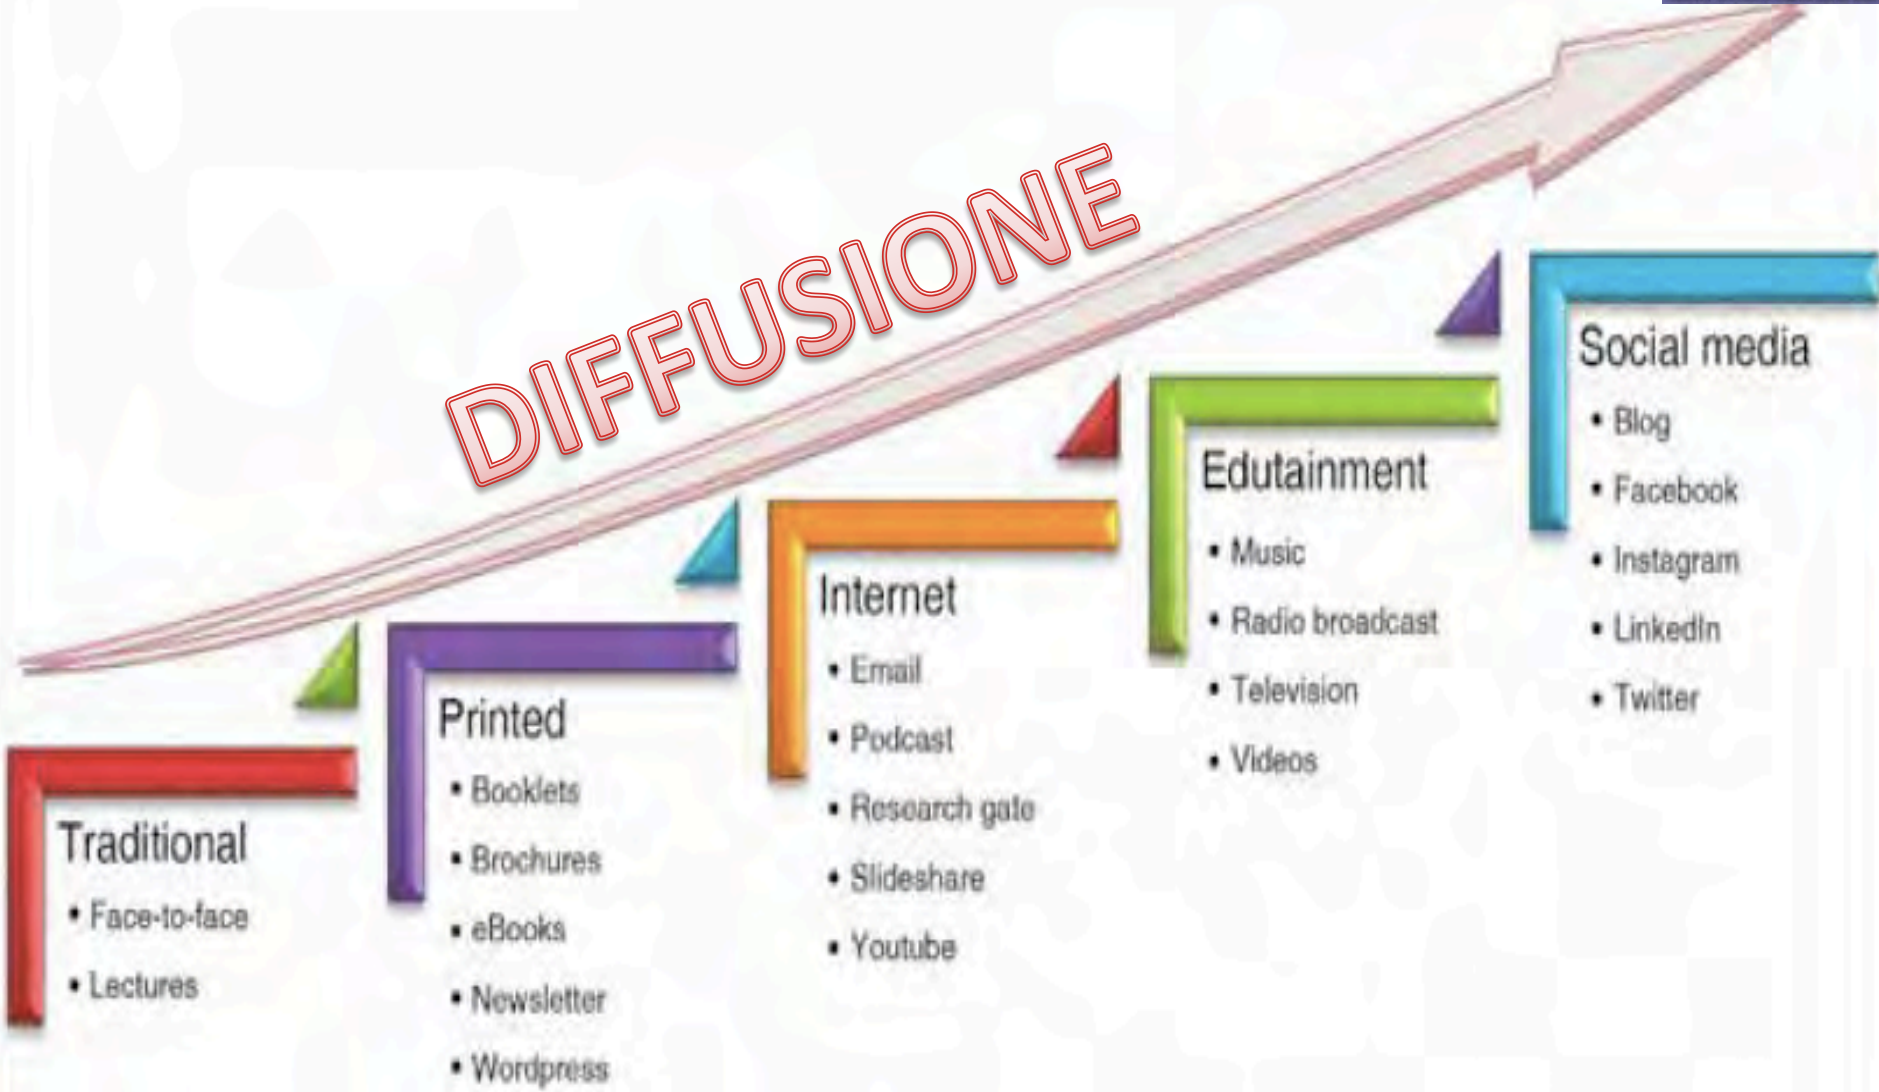 DIFFUSIONE
Traditional
• Face-to-face
• Lectures
Printed
• Booklets
• Brochures
• eBooks
• Newsletter
• Wordpress
Internet
• Email
• Podcast
• Research gate
• Slideshare
• Youtube
Edutainment
• Music
• Radio broadcast
• Television
• Videos
Social media
• Blog
• Facebook
• Instagram
• LinkedIn
• Twitter